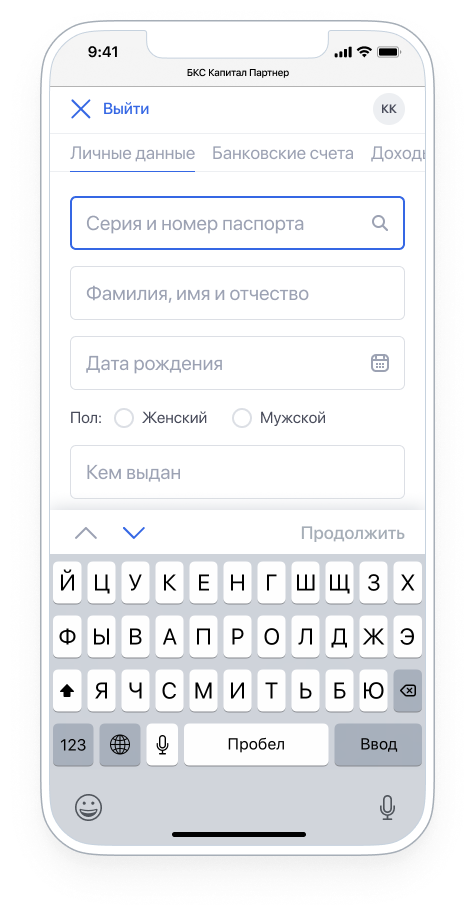 9:41
БКС Капитал Партнер
Выйти
КК
Личные данные Банковские счета Доходы
Серия и номер паспорта
Фамилия, имя и отчество
Дата рождения
Пол: Женский Мужской
Кем выдан
Продолжить
Й Ц У К Е Н Г Ш Щ З Х
Ф Ы В А П Р О Л Д Ж Э
Я Ч С М И Т Ь Б Ю
123 Пробел Ввод